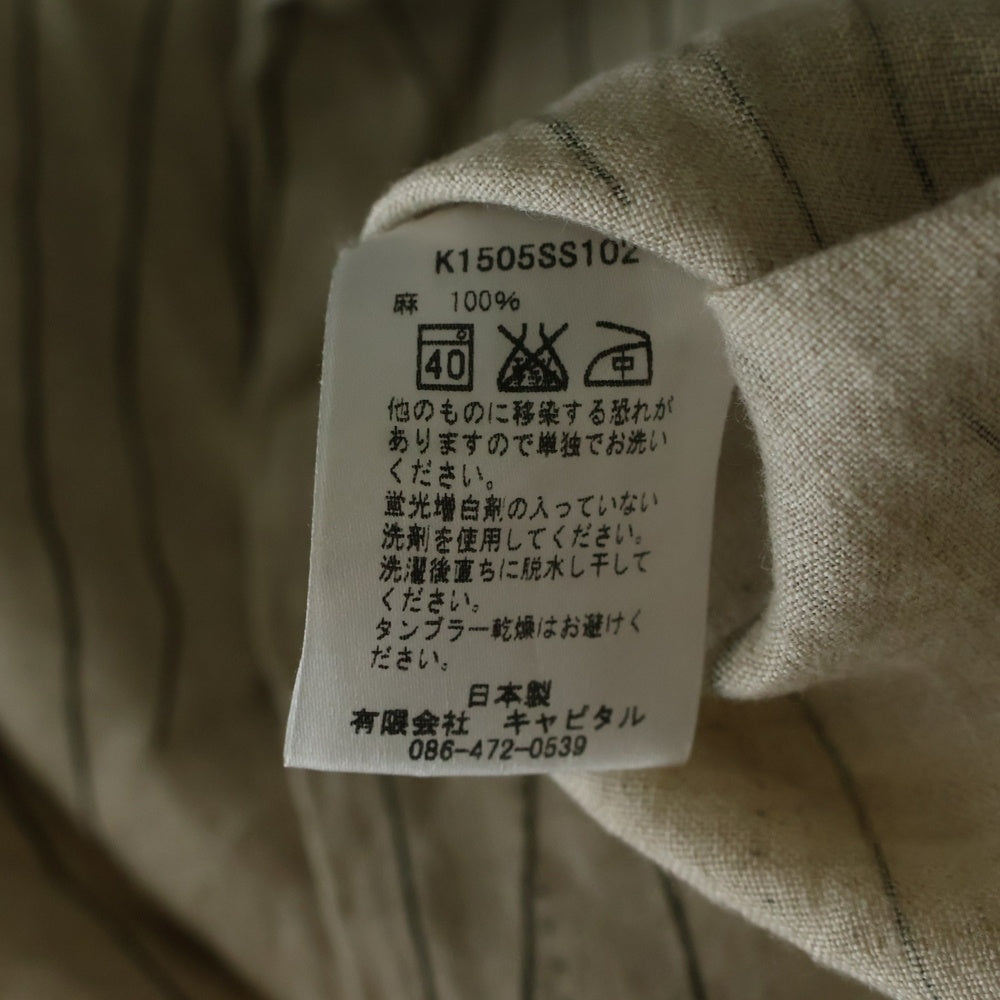 K1505SS102
麻 100%
40 中
他のものに移染する恐れが
ありますので単独でお洗い
ください。
蛍光増白剤の入っていない
洗剤を使用してください。
洗濯後直ちに脱水し干して
ください。
タンブラー乾燥はお避けく
ださい。
日本製
有限会社 キャピタル
086-472-0539